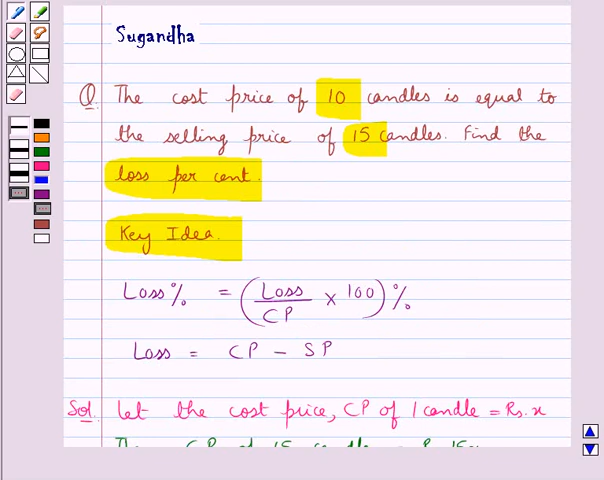 Sugandha
Q. The cost price of 10 candles is equal to
the selling price of 15 candles. Find the
loss per cent.
Key Idea.
Loss% = (Loss/CP × 100)%
Loss = CP - SP
Sol. Let the cost price, CP of 1 candle = Rs. x